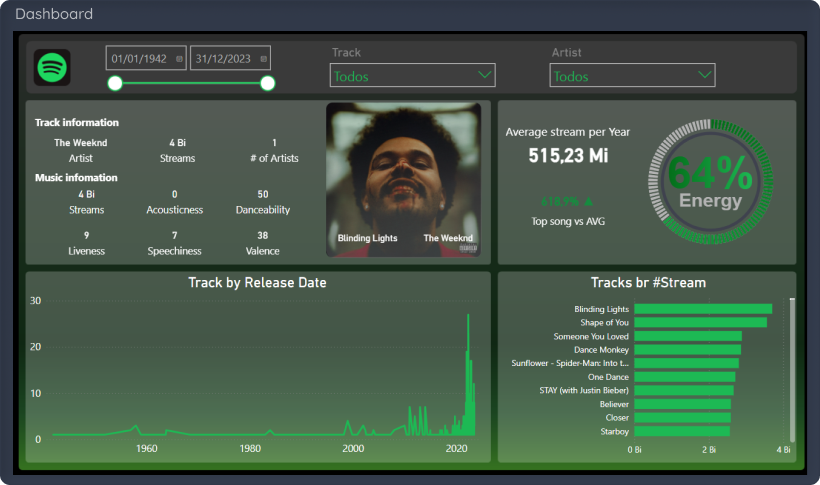 Dashboard
01/01/1942 31/12/2023
Track
Todos
Artist
Todos
Track information
The Weeknd 4 Bi 1
Artist Streams # of Artists
Music infomation
4 Bi 0 50
Streams Acousticness Danceability
9 7 38
Liveness Speechiness Valence
Blinding Lights The Weeknd
Average stream per Year
515,23 Mi
618,9% ▲
Top song vs AVG
64%
Energy
Track by Release Date
30
20
10
0
1960 1980 2000 2020
Tracks br #Stream
Blinding Lights
Shape of You
Someone You Loved
Dance Monkey
Sunflower - Spider-Man: Into t...
One Dance
STAY (with Justin Bieber)
Believer
Closer
Starboy
0 Bi 2 Bi 4 Bi